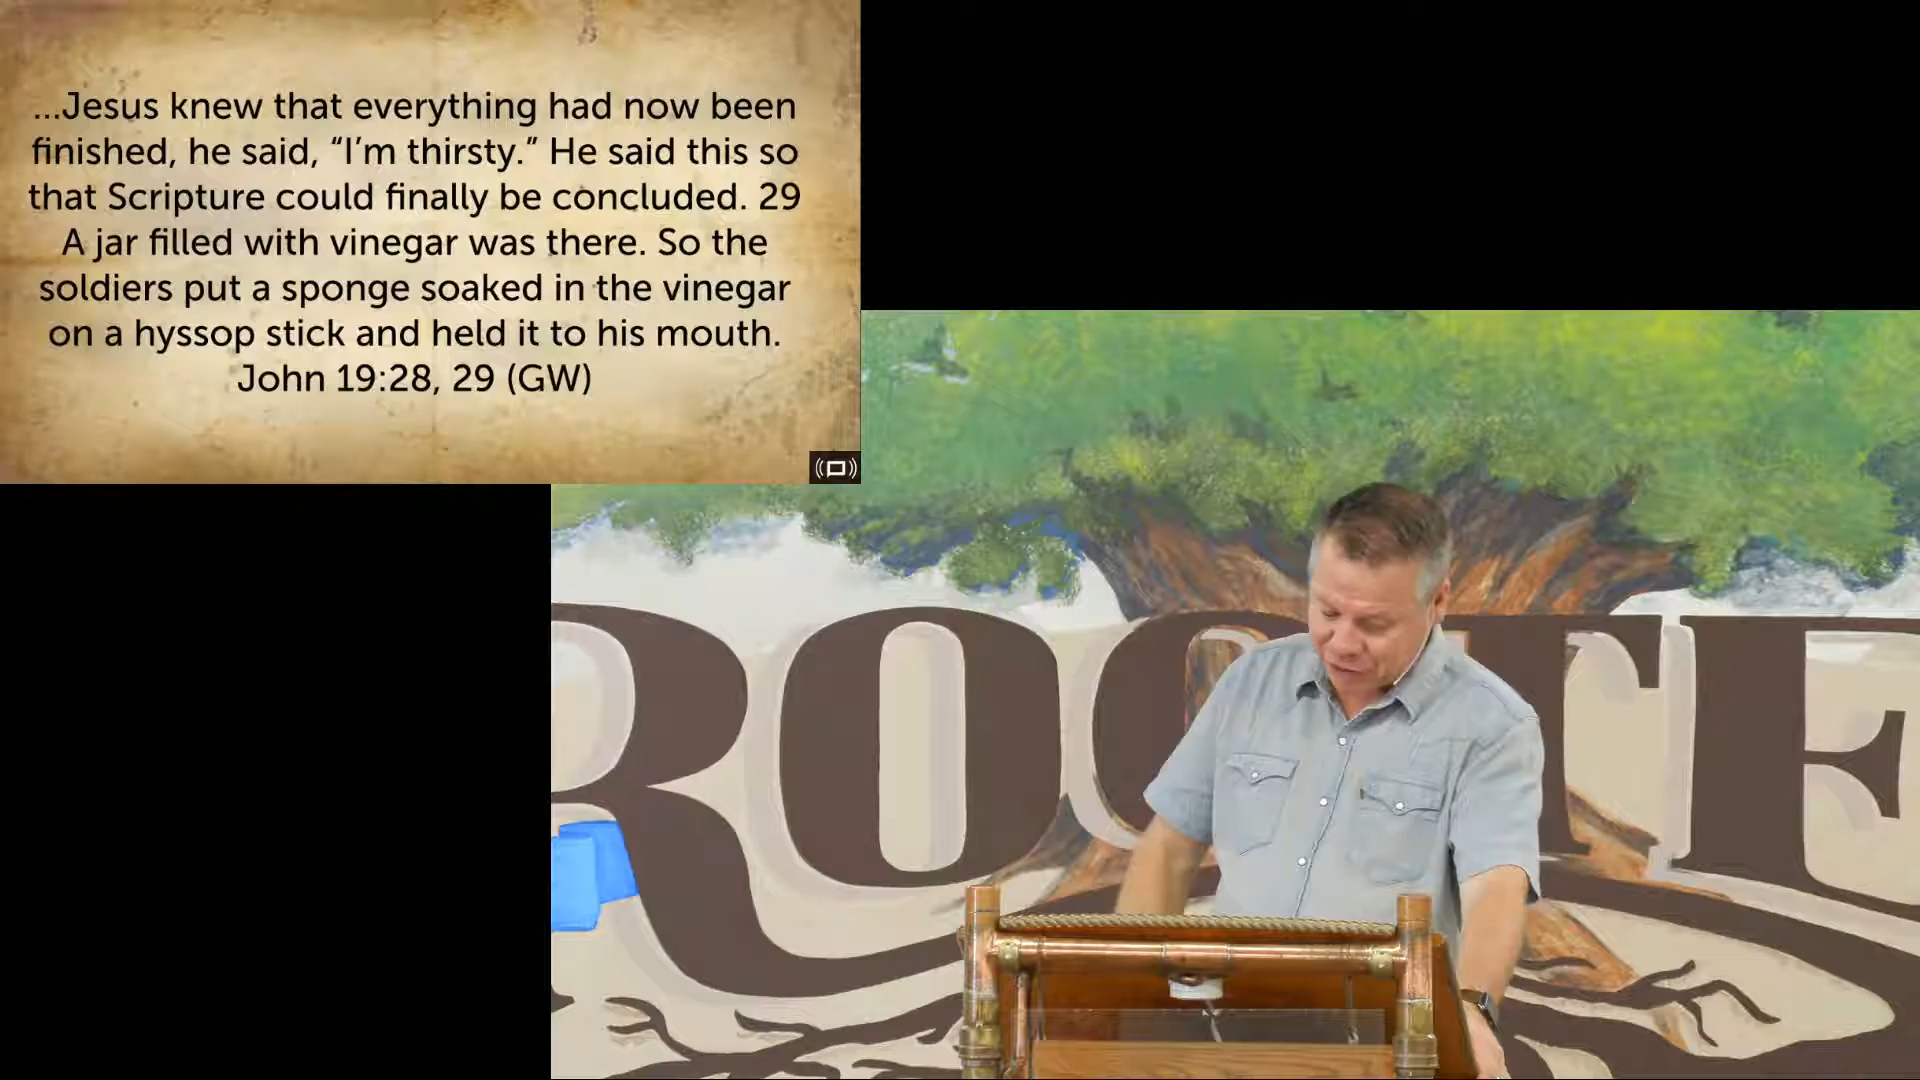 ...Jesus knew that everything had now been
finished, he said, “I’m thirsty.” He said this so
that Scripture could finally be concluded. 29
A jar filled with vinegar was there. So the
soldiers put a sponge soaked in the vinegar
on a hyssop stick and held it to his mouth.
John 19:28, 29 (GW)
ROOTE